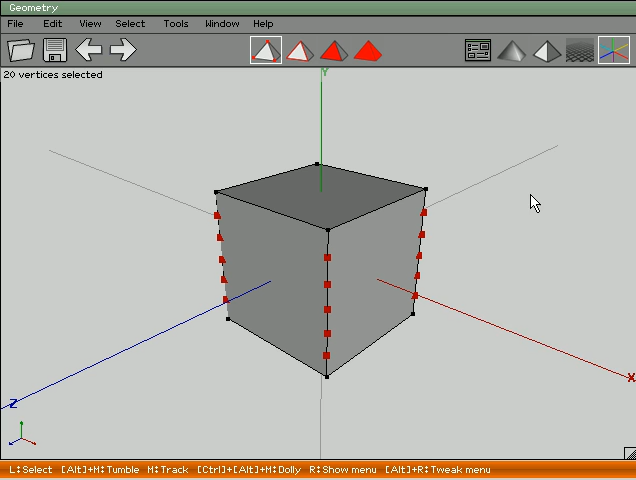 Geometry
File Edit View Select Tools Window Help
20 vertices selected
Y
X
Z
L:Select [Alt]+M:Tumble M:Track [Ctrl]+[Alt]+M:Dolly R:Show menu [Alt]+R:Tweak menu